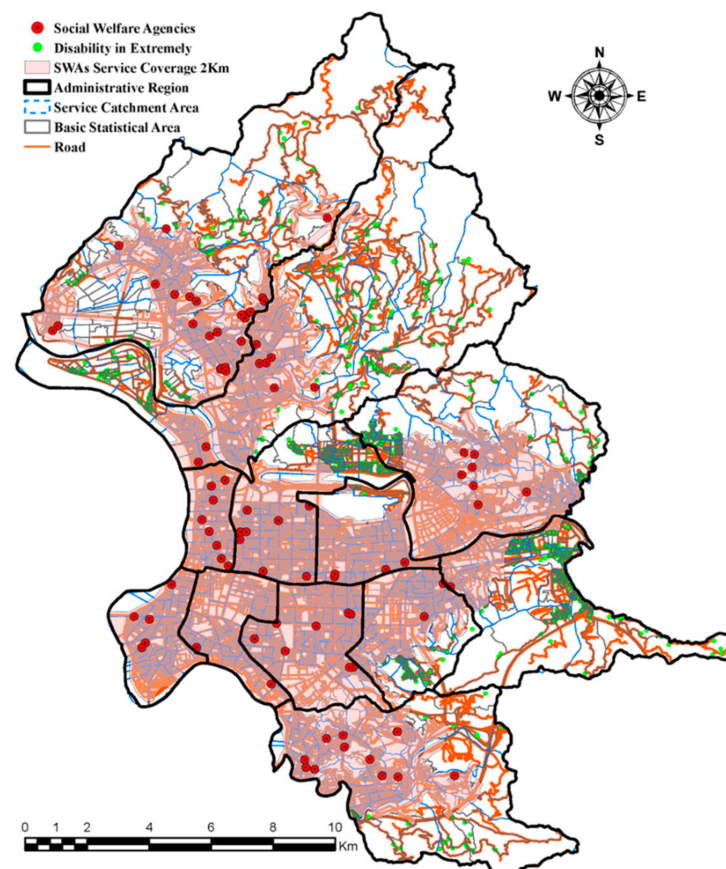 Social Welfare Agencies
Disability in Extremely
SWAs Service Coverage 2Km
Administrative Region
Service Catchment Area
Basic Statistical Area
Road
N
W E
S
0 1 2 4 6 8 10
Km